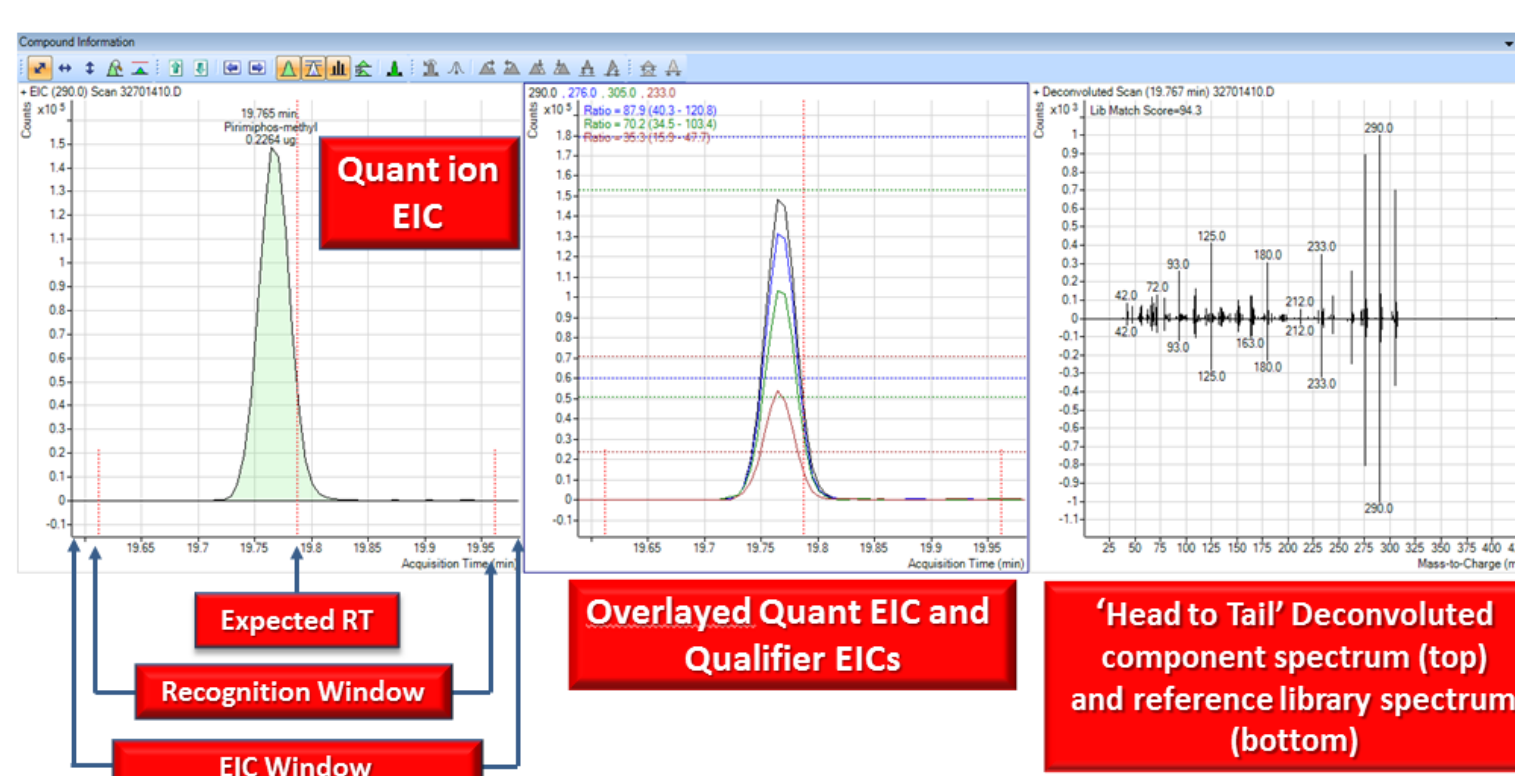 Compound Information
+ EIC (290.0) Scan 32701410.D
Counts
x10 5
19.765 min.
Pirimiphos-methyl
0.2264 ug
1.5
1.4
1.3
1.2
1.1
1
0.9
0.8
0.7
0.6
0.5
0.4
0.3
0.2
0.1
0
-0.1
19.65 19.7 19.75 19.8 19.85 19.9 19.95
Acquisition Time (min)
Quant ion
EIC
Expected RT
Recognition Window
EIC Window
290.0 , 276.0 , 305.0 , 233.0
Counts
x10 5
Ratio = 87.9 (40.3 - 120.8)
Ratio = 70.2 (34.5 - 103.4)
Ratio = 35.3 (15.9 - 47.7)
1.8
1.7
1.6
1.5
1.4
1.3
1.2
1.1
1
0.9
0.8
0.7
0.6
0.5
0.4
0.3
0.2
0.1
0
-0.1
19.65 19.7 19.75 19.8 19.85 19.9 19.95
Acquisition Time (min)
Overlayed Quant EIC and
Qualifier EICs
+ Deconvoluted Scan (19.767 min) 32701410.D
Counts
x10 3
Lib Match Score=94.3
1
0.9
0.8
0.7
0.6
0.5
0.4
0.3
0.2
0.1
0
-0.1
-0.2
-0.3
-0.4
-0.5
-0.6
-0.7
-0.8
-0.9
-1
-1.1
290.0
125.0
233.0
180.0
93.0
72.0
42.0
212.0
42.0
212.0
93.0
163.0
180.0
125.0
233.0
290.0
25 50 75 100 125 150 175 200 225 250 275 300 325 350 375 400 4
Mass-to-Charge (m
‘Head to Tail’ Deconvoluted
component spectrum (top)
and reference library spectrum
(bottom)